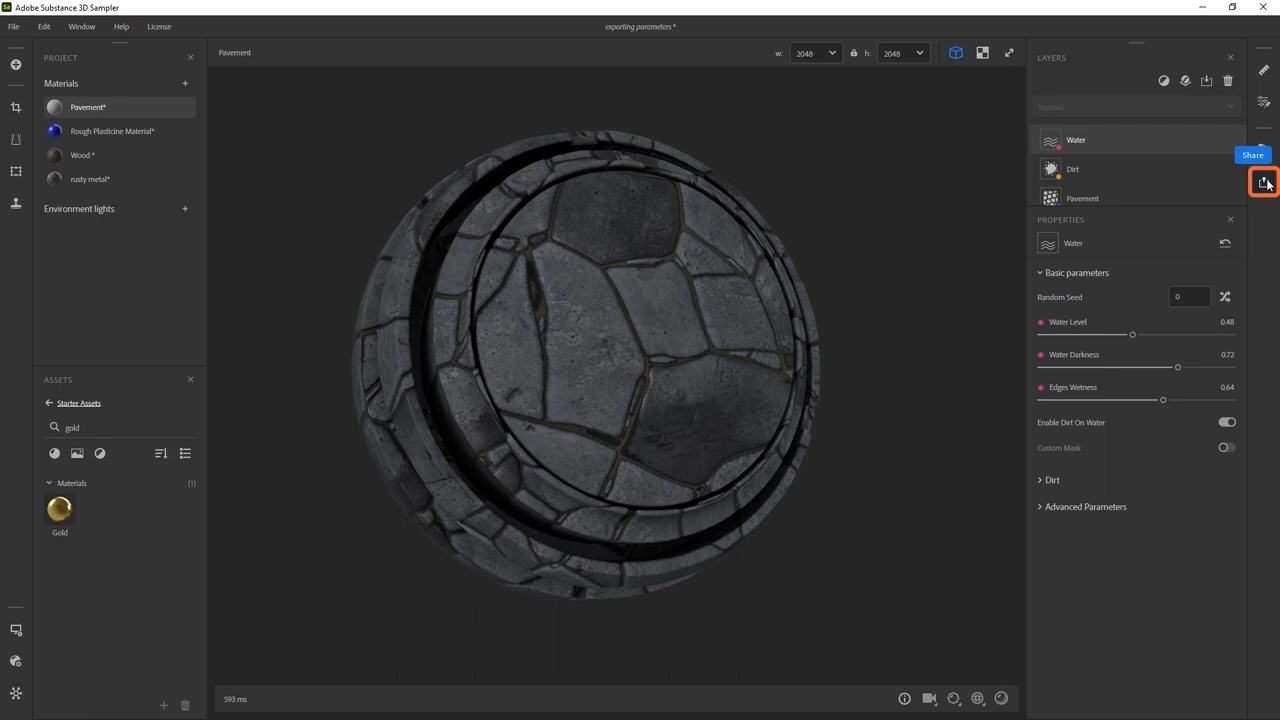 Sa Adobe Substance 3D Sampler
File Edit Window Help License
exporting parameters*
PROJECT
Materials
Pavement*
Rough Plasticine Material*
Wood *
rusty metal*
Environment lights
ASSETS
Starter Assets
gold
Materials (1)
Gold
Pavement
w: 2048 h: 2048
593 ms
LAYERS
Normal
Water
Share
Dirt
Pavement
PROPERTIES
Water
Basic parameters
Random Seed 0
Water Level 0.48
Water Darkness 0.72
Edges Wetness 0.64
Enable Dirt On Water
Custom Mask
Dirt
Advanced Parameters